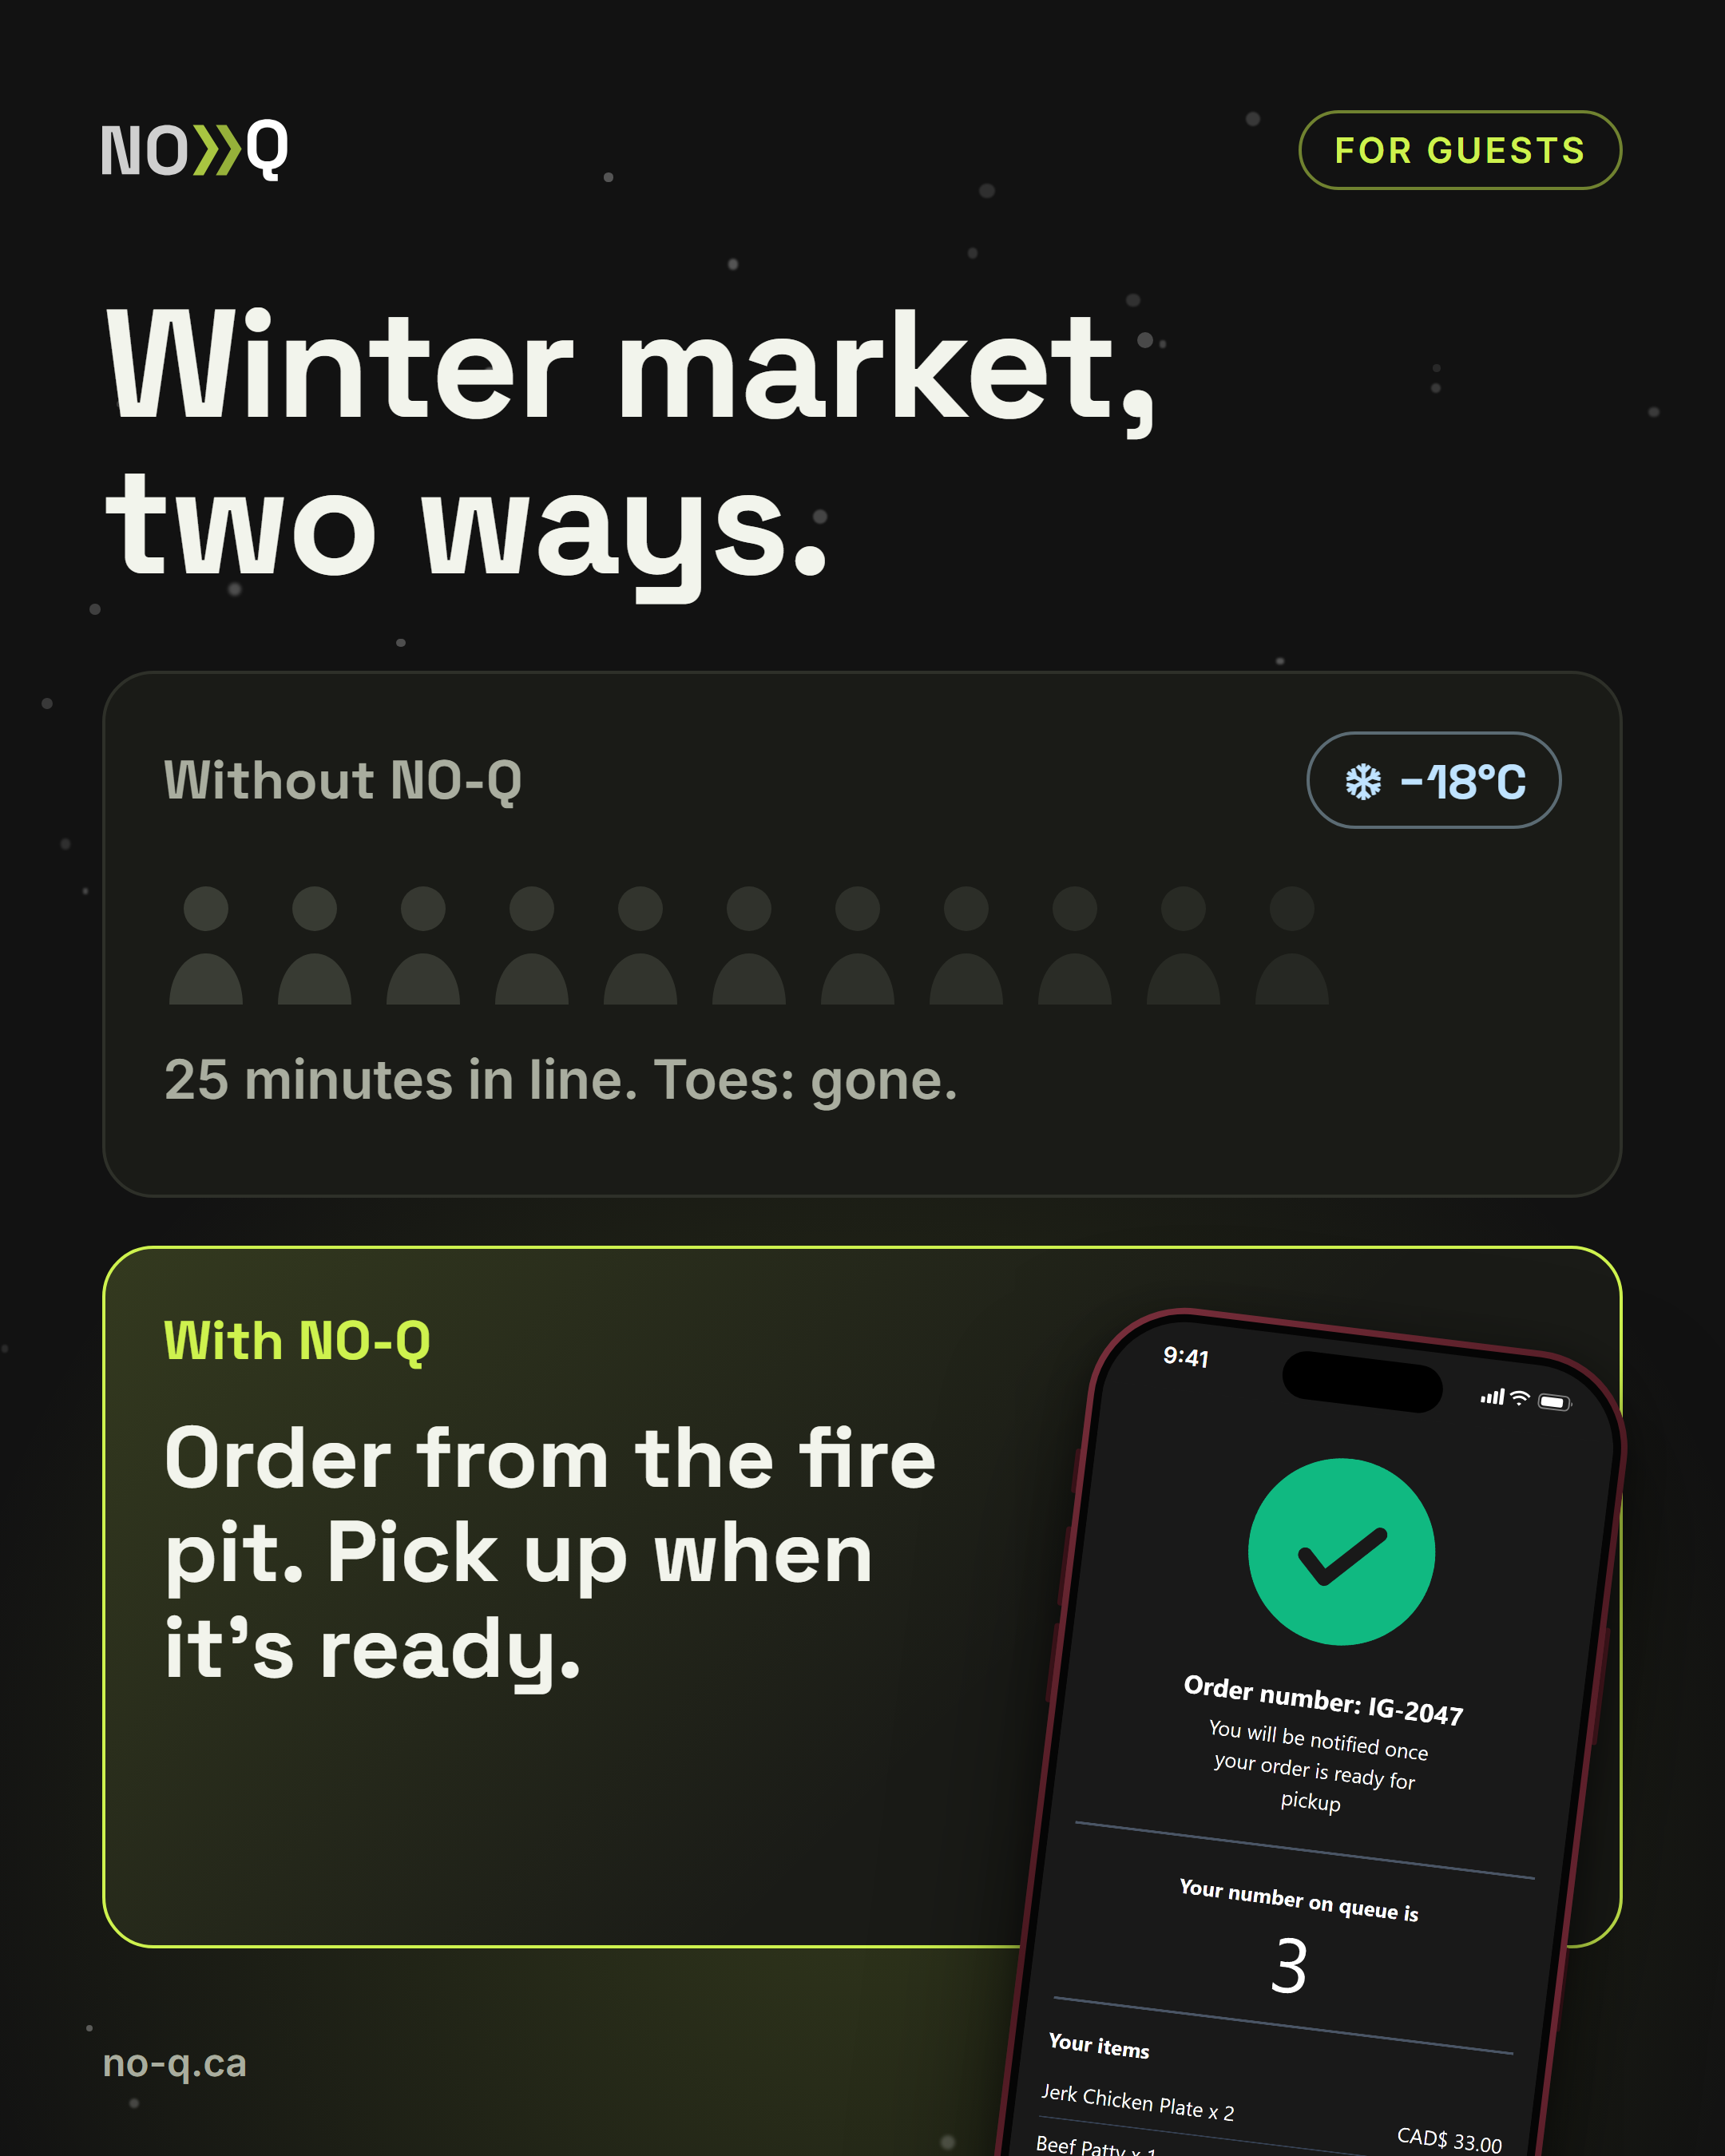 NO»Q
FOR GUESTS
Winter market,
two ways.
Without NO-Q
❄ -18°C
25 minutes in line. Toes: gone.
With NO-Q
Order from the fire
pit. Pick up when
it’s ready.
9:41
Order number: IG-2047
You will be notified once
your order is ready for
pickup
Your number on queue is
3
Your items
Jerk Chicken Plate x 2
CAD$ 33.00
Beef Patty x 1
no-q.ca